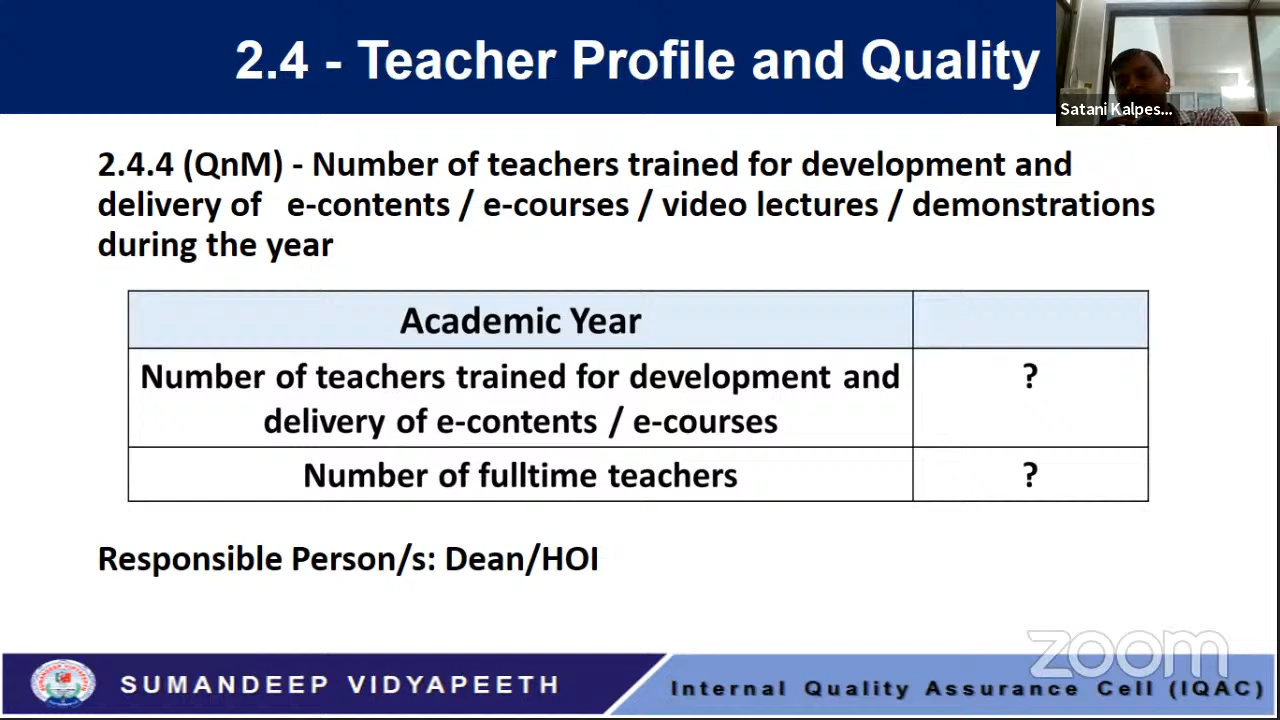 2.4 - Teacher Profile and Quality
Satani Kalpes...
2.4.4 (QnM) - Number of teachers trained for development and
delivery of e-contents / e-courses / video lectures / demonstrations
during the year
Academic Year
Number of teachers trained for development and
delivery of e-contents / e-courses
?
Number of fulltime teachers
?
Responsible Person/s: Dean/HOI
zoom
SUMANDEEP VIDYAPEETH
Internal Quality Assurance Cell (IQAC)